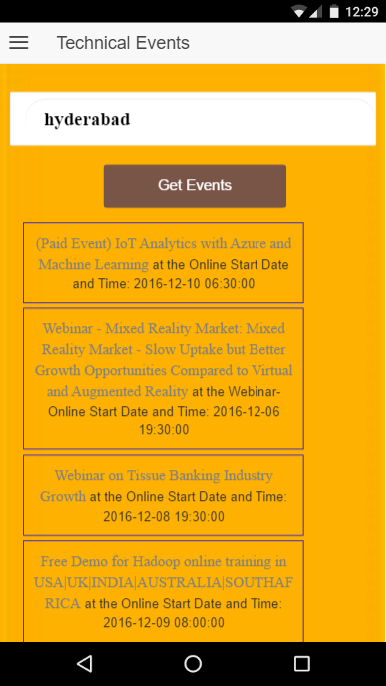 12:29
Technical Events
hyderabad
Get Events
(Paid Event) IoT Analytics with Azure and
Machine Learning at the Online Start Date
and Time: 2016-12-10 06:30:00
Webinar - Mixed Reality Market: Mixed
Reality Market - Slow Uptake but Better
Growth Opportunities Compared to Virtual
and Augmented Reality at the Webinar-
Online Start Date and Time: 2016-12-06
19:30:00
Webinar on Tissue Banking Industry
Growth at the Online Start Date and Time:
2016-12-08 19:30:00
Free Demo for Hadoop online training in
USA|UK|INDIA|AUSTRALIA|SOUTHAF
RICA at the Online Start Date and Time:
2016-12-09 08:00:00